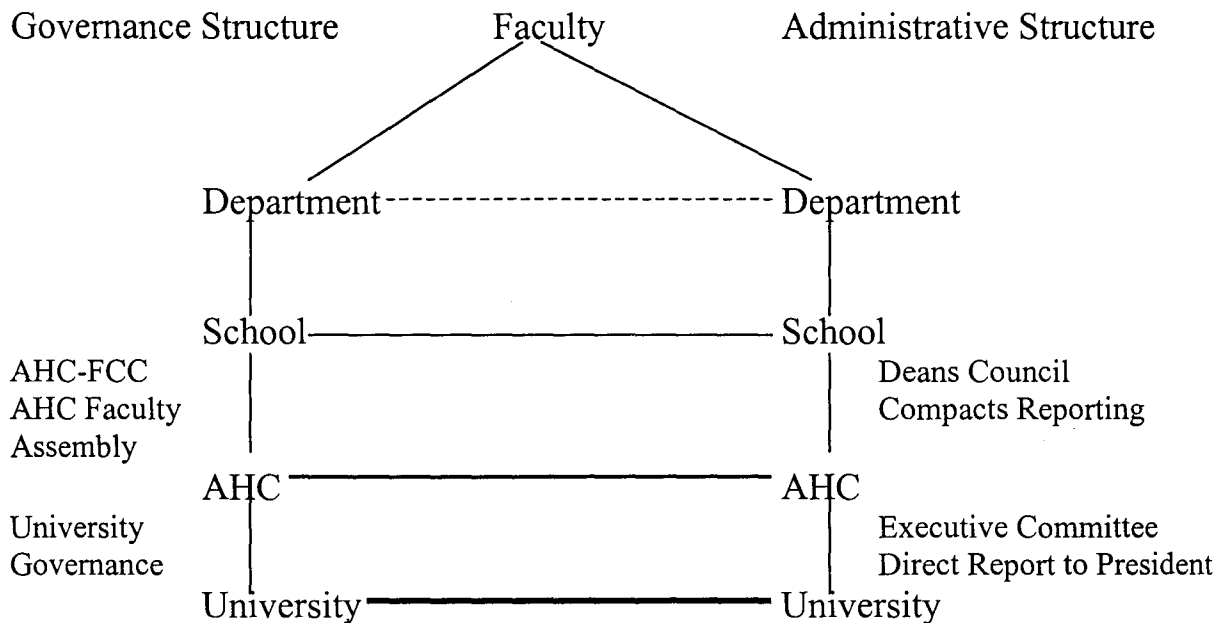 Governance Structure Faculty Administrative Structure
Department Department
School School
AHC-FCC Deans Council
AHC Faculty Compacts Reporting
Assembly
AHC AHC
University Executive Committee
Governance Direct Report to President
University University